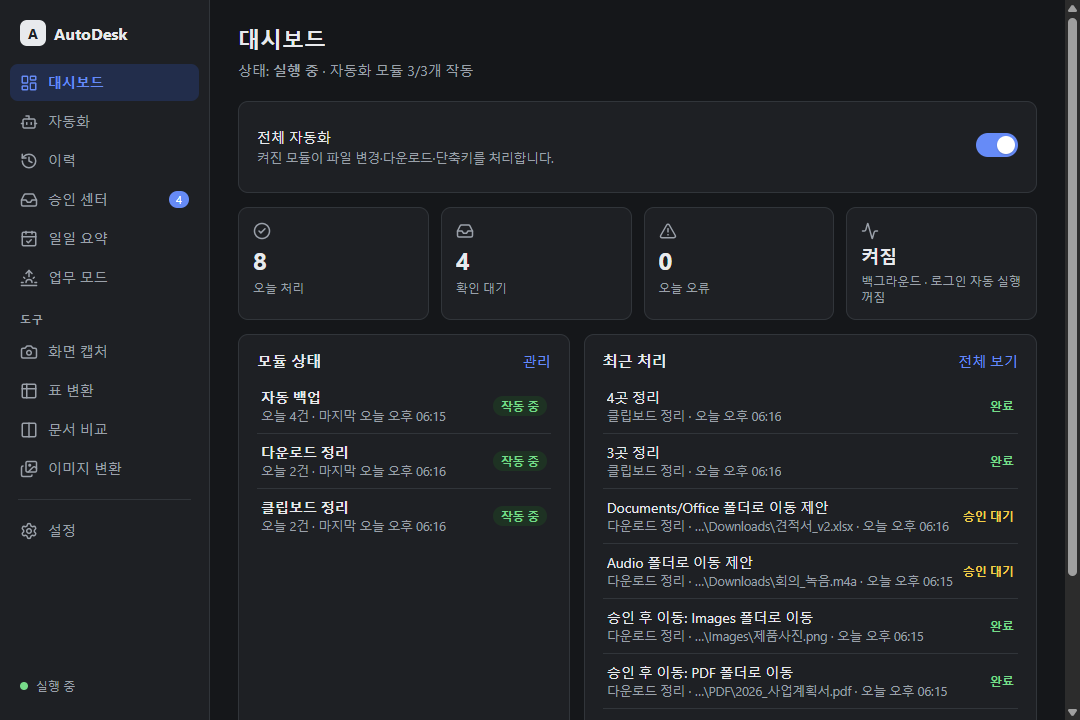 A AutoDesk
대시보드
자동화
이력
승인 센터 4
일일 요약
업무 모드
도구
화면 캡처
표 변환
문서 비교
이미지 변환
설정
실행 중
대시보드
상태: 실행 중 · 자동화 모듈 3/3개 작동
전체 자동화
켜진 모듈이 파일 변경·다운로드·단축키를 처리합니다.
8
오늘 처리
4
확인 대기
0
오늘 오류
켜짐
백그라운드 · 로그인 자동 실행
꺼짐
모듈 상태 관리
자동 백업
오늘 4건 · 마지막 오늘 오후 06:15
작동 중
다운로드 정리
오늘 2건 · 마지막 오늘 오후 06:16
작동 중
클립보드 정리
오늘 2건 · 마지막 오늘 오후 06:16
작동 중
최근 처리 전체 보기
4곳 정리
클립보드 정리 · 오늘 오후 06:16
완료
3곳 정리
클립보드 정리 · 오늘 오후 06:16
완료
Documents/Office 폴더로 이동 제안
다운로드 정리 · ...\Downloads\견적서_v2.xlsx · 오늘 오후 06:16
승인 대기
Audio 폴더로 이동 제안
다운로드 정리 · ...\Downloads\회의_녹음.m4a · 오늘 오후 06:15
승인 대기
승인 후 이동: Images 폴더로 이동
다운로드 정리 · ...\Images\제품사진.png · 오늘 오후 06:15
완료
승인 후 이동: PDF 폴더로 이동
다운로드 정리 · ...\PDF\2026_사업계획서.pdf · 오늘 오후 06:15
완료